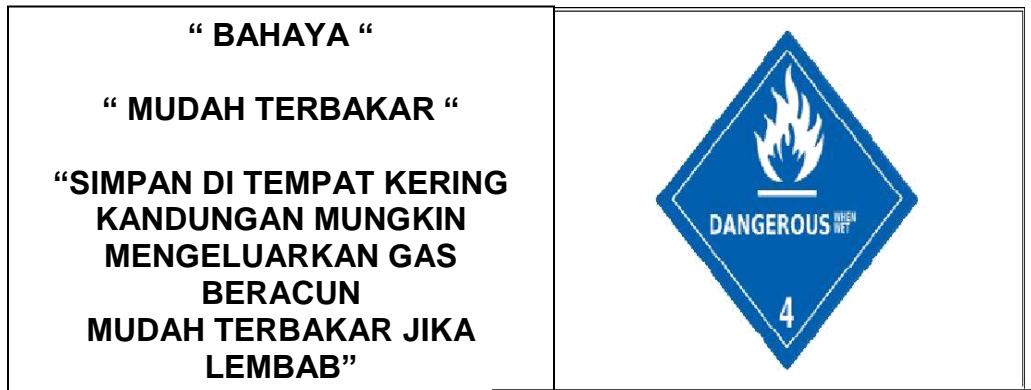 “ BAHAYA “
“ MUDAH TERBAKAR “
“SIMPAN DI TEMPAT KERING
KANDUNGAN MUNGKIN
MENGELUARKAN GAS
BERACUN
MUDAH TERBAKAR JIKA
LEMBAB”
DANGEROUS WHEN WET
4